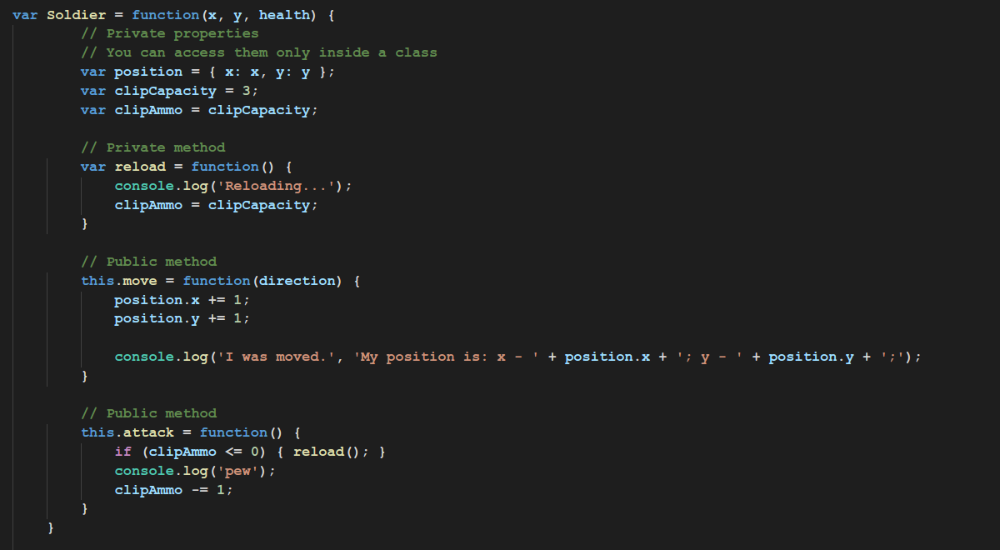 var Soldier = function(x, y, health) {
// Private properties
// You can access them only inside a class
var position = { x: x, y: y };
var clipCapacity = 3;
var clipAmmo = clipCapacity;
// Private method
var reload = function() {
console.log('Reloading...');
clipAmmo = clipCapacity;
}
// Public method
this.move = function(direction) {
position.x += 1;
position.y += 1;
console.log('I was moved.', 'My position is: x - ' + position.x + '; y - ' + position.y + ';');
}
// Public method
this.attack = function() {
if (clipAmmo <= 0) { reload(); }
console.log('pew');
clipAmmo -= 1;
}
}